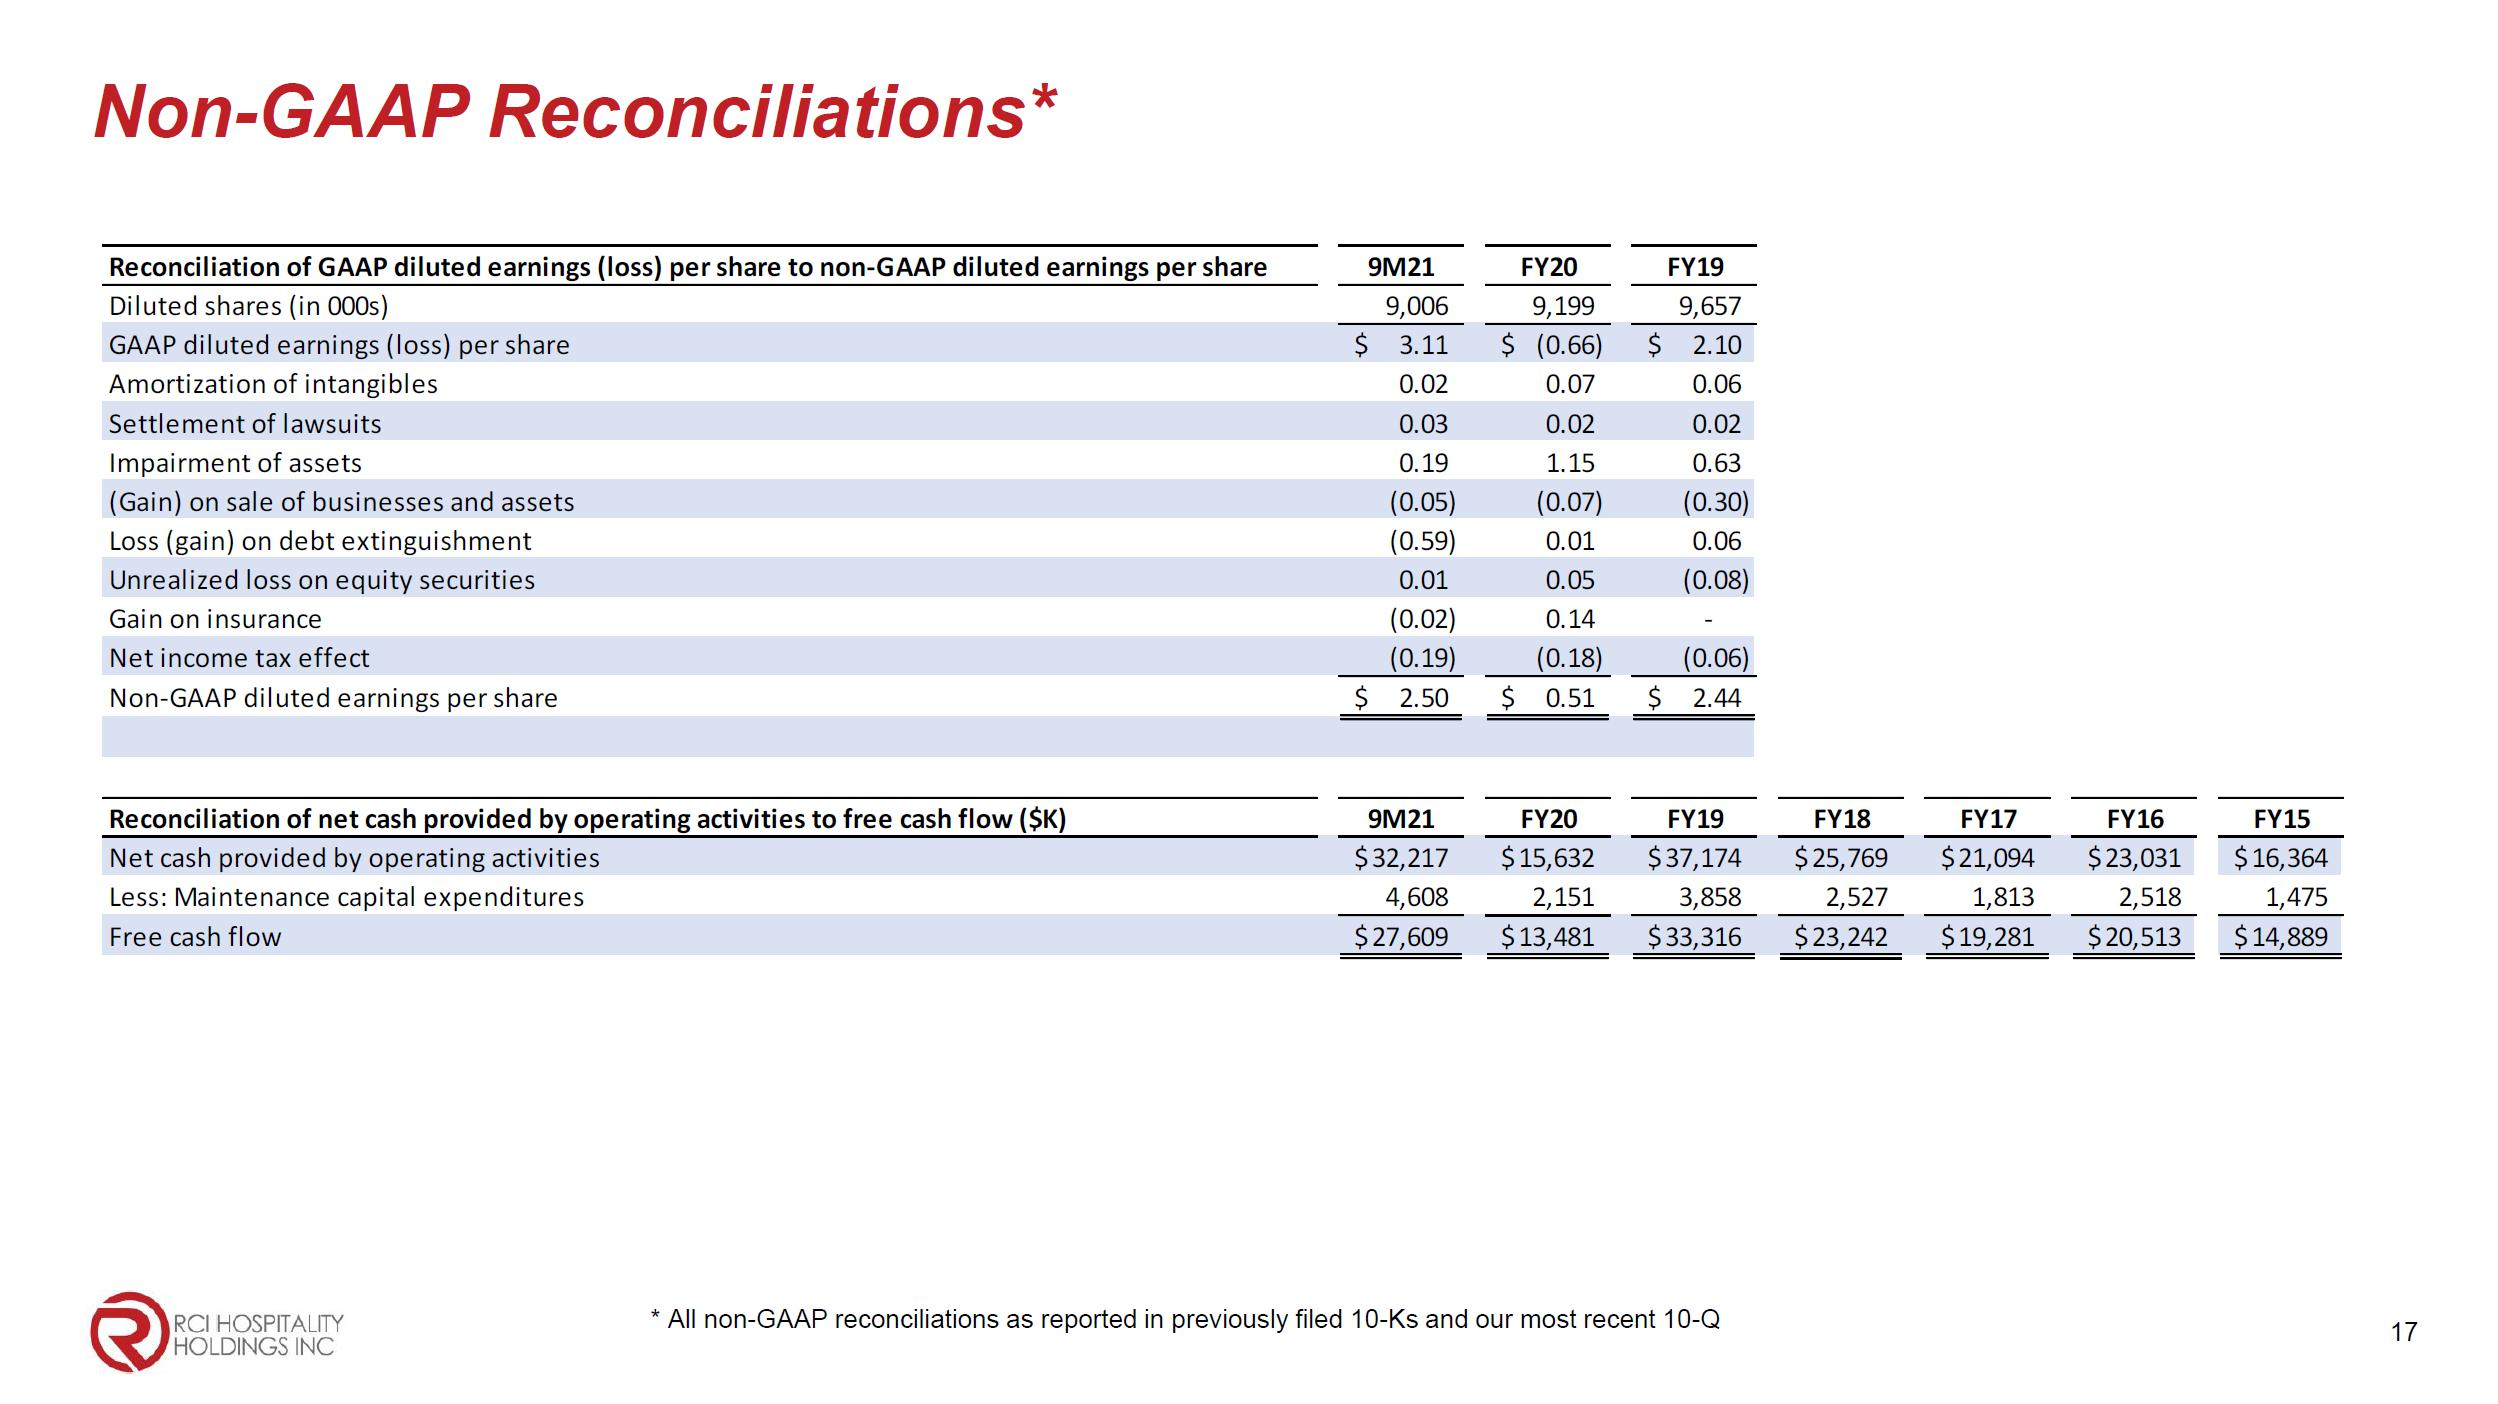 Non-GAAP Reconciliations*
Reconciliation of GAAP diluted earnings (loss) per share to non-GAAP diluted earnings per share 9M21 FY20 FY19
Diluted shares (in 000s) 9,006 9,199 9,657
GAAP diluted earnings (loss) per share $ 3.11 $ (0.66) $ 2.10
Amortization of intangibles 0.02 0.07 0.06
Settlement of lawsuits 0.03 0.02 0.02
Impairment of assets 0.19 1.15 0.63
(Gain) on sale of businesses and assets (0.05) (0.07) (0.30)
Loss (gain) on debt extinguishment (0.59) 0.01 0.06
Unrealized loss on equity securities 0.01 0.05 (0.08)
Gain on insurance (0.02) 0.14 -
Net income tax effect (0.19) (0.18) (0.06)
Non-GAAP diluted earnings per share $ 2.50 $ 0.51 $ 2.44
Reconciliation of net cash provided by operating activities to free cash flow ($K) 9M21 FY20 FY19 FY18 FY17 FY16 FY15
Net cash provided by operating activities $32,217 $15,632 $37,174 $25,769 $21,094 $23,031 $16,364
Less: Maintenance capital expenditures 4,608 2,151 3,858 2,527 1,813 2,518 1,475
Free cash flow $27,609 $13,481 $33,316 $23,242 $19,281 $20,513 $14,889
RCI HOSPITALITY
HOLDINGS INC
* All non-GAAP reconciliations as reported in previously filed 10-Ks and our most recent 10-Q
17